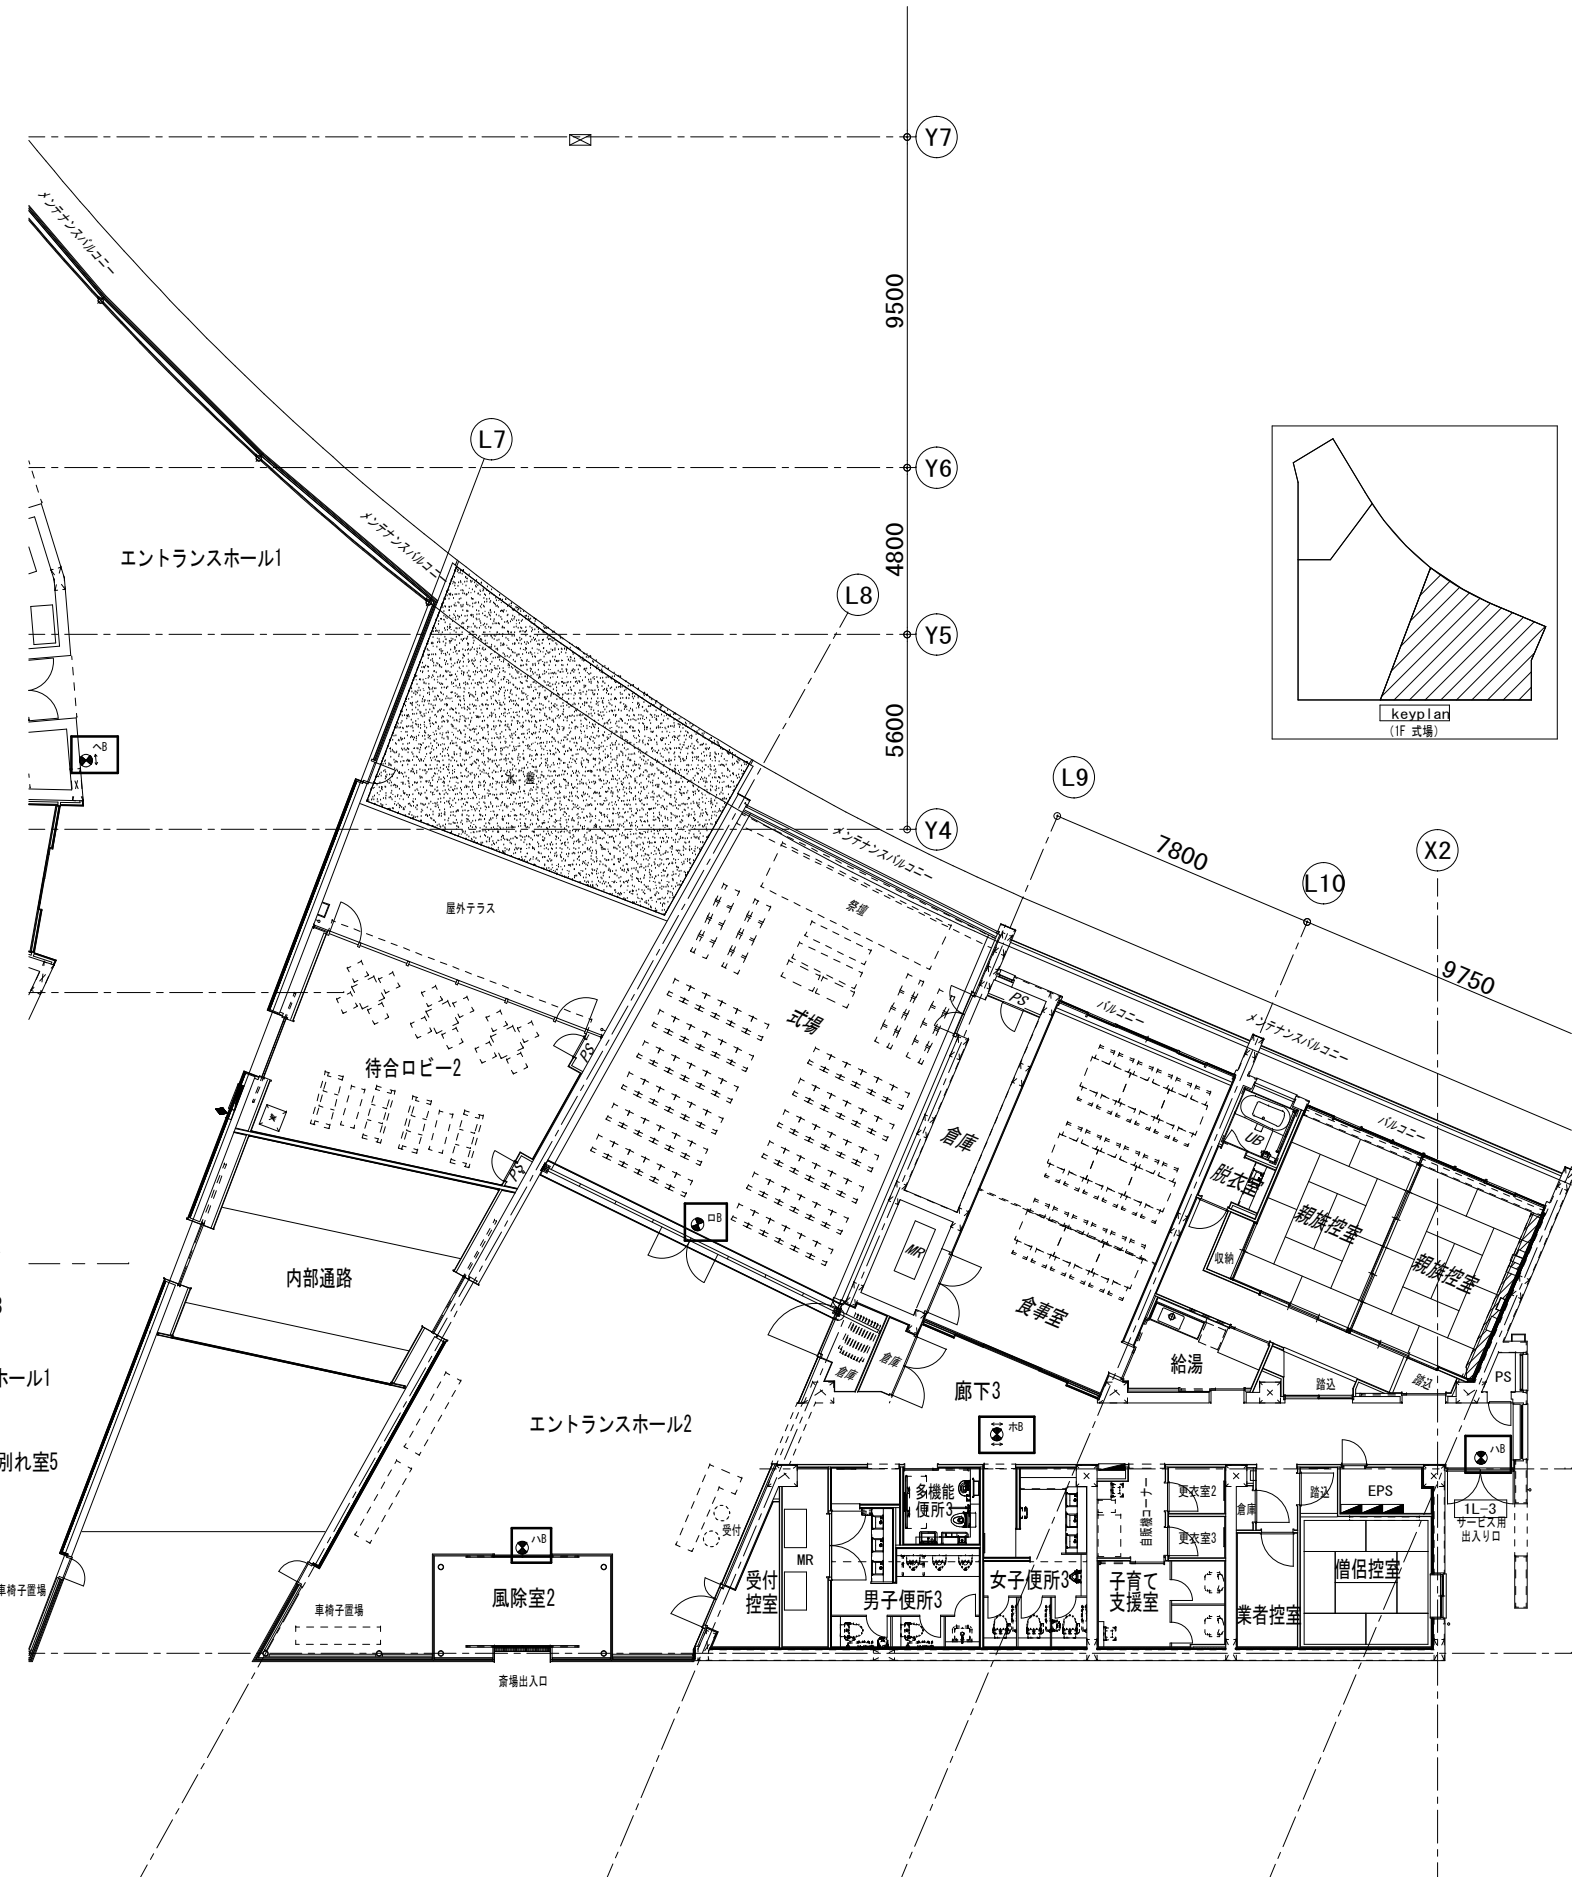 Y7
メンテナンスバルコニー
9500
L7
Y6
メンテナンスバルコニー
エントランスホール1
4800
L8
Y5
keyplan
(1F 式場)
5600
ヘB
水 盤
L9
Y4
メンテナンスバルコニー
7800
X2
L10
屋外テラス
祭壇
9750
PS
バルコニー
式場
メンテナンスバルコニー
PS
待合ロビー2
倉庫
UB
バルコニー
PS
脱衣室
親族控室
ロB
MR
収納
親族控室
内部通路
食事室
3
給湯
倉庫
倉庫
ホール1
廊下3
踏込
踏込
PS
エントランスホール2
ホB
ハB
別れ室5
多機能
便所3
自販機コーナー
更衣室2
踏込
EPS
倉庫
1L-3
サービス用
出入り口
受付
更衣室3
ハB
MR
車椅子置場
風除室2
受付
控室
男子便所3
女子便所3
子育て
支援室
僧侶控室
業者控室
車椅子置場
斎場出入口